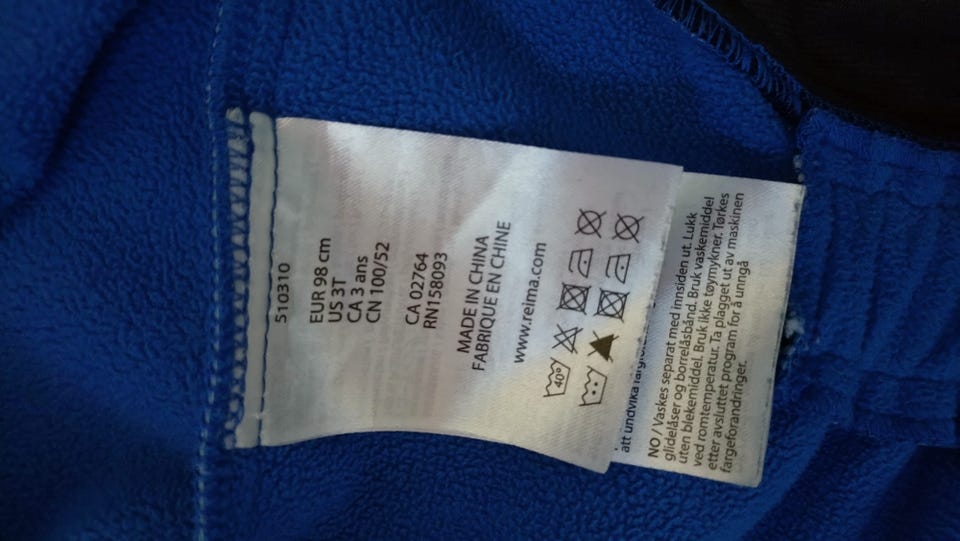 510310
EUR 98 cm
US 3T
CA 3 ans
CN 100/52
CA 02764
RN158093
MADE IN CHINA
FABRIQUE EN CHINE
www.reima.com
40°
att undvika
NO / Vaskes separat med innsiden ut. Lukk
glidelåser og borrelåsbånd. Bruk vaskemiddel
uten blekemiddel. Bruk ikke tøymykner. Tørkes
ved romtemperatur. Ta plagget ut av maskinen
etter avsluttet program for å unngå
fargeforandringer.